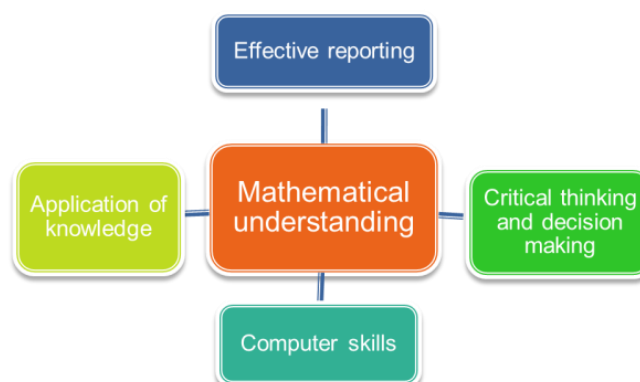 Effective reporting
Application of
knowledge
Mathematical
understanding
Critical thinking
and decision
making
Computer skills